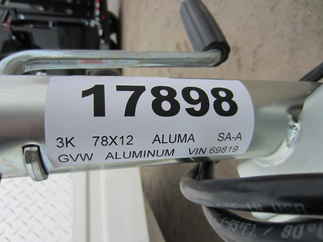 17898
3K 78X12 ALUMA SA-A
GVW ALUMINUM VIN:69819